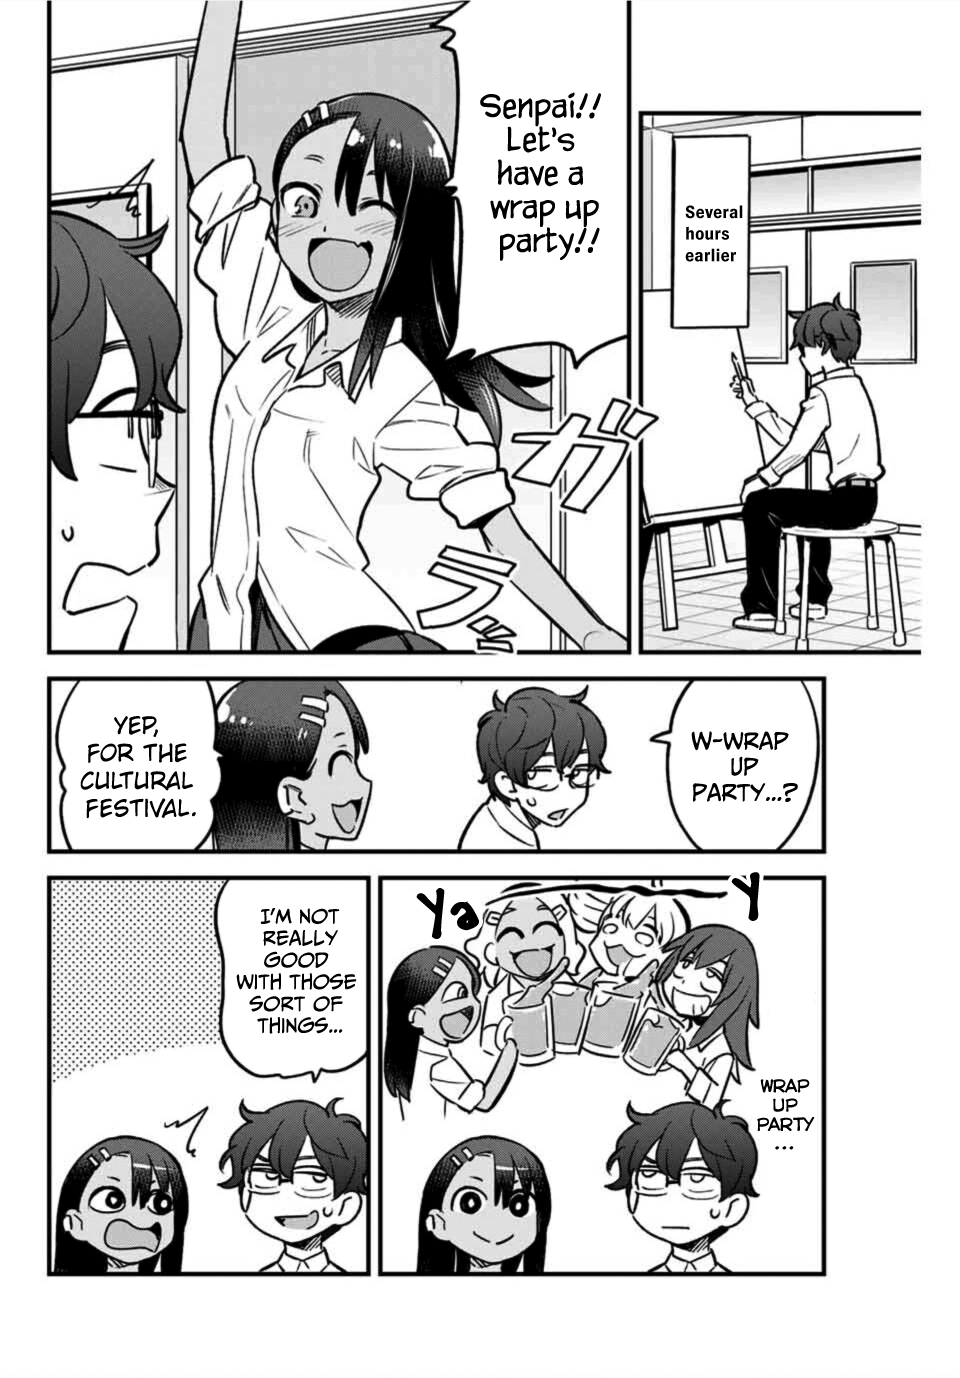 Several
hours
earlier
Senpai!!
Let's
have a
wrap up
party!!
ガ
ラッ
W-WRAP
UP
PARTY...?
YEP,
FOR THE
CULTURAL
FESTIVAL.
Y
Ya
WRAP
UP
PARTY
...
I'M NOT
REALLY
GOOD
WITH THOSE
SORT OF
THINGS...